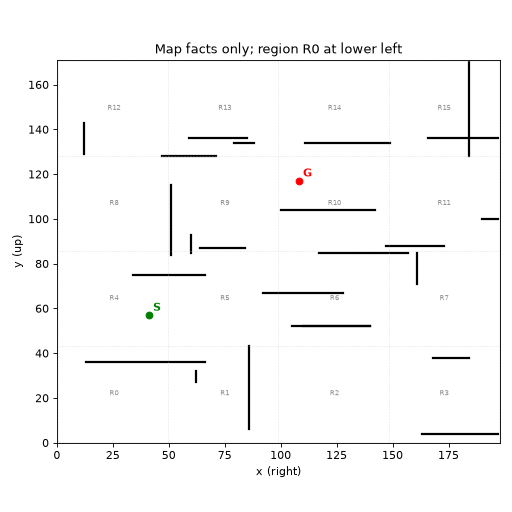 Map facts only; region R0 at lower left
160
140
120
100
80
60
40
20
0
y (up)
R12
R13
R14
R15
G
R8
R9
R10
R11
S
R4
R5
R6
R7
R0
R1
R2
R3
0
25
50
75
100
125
150
175
x (right)